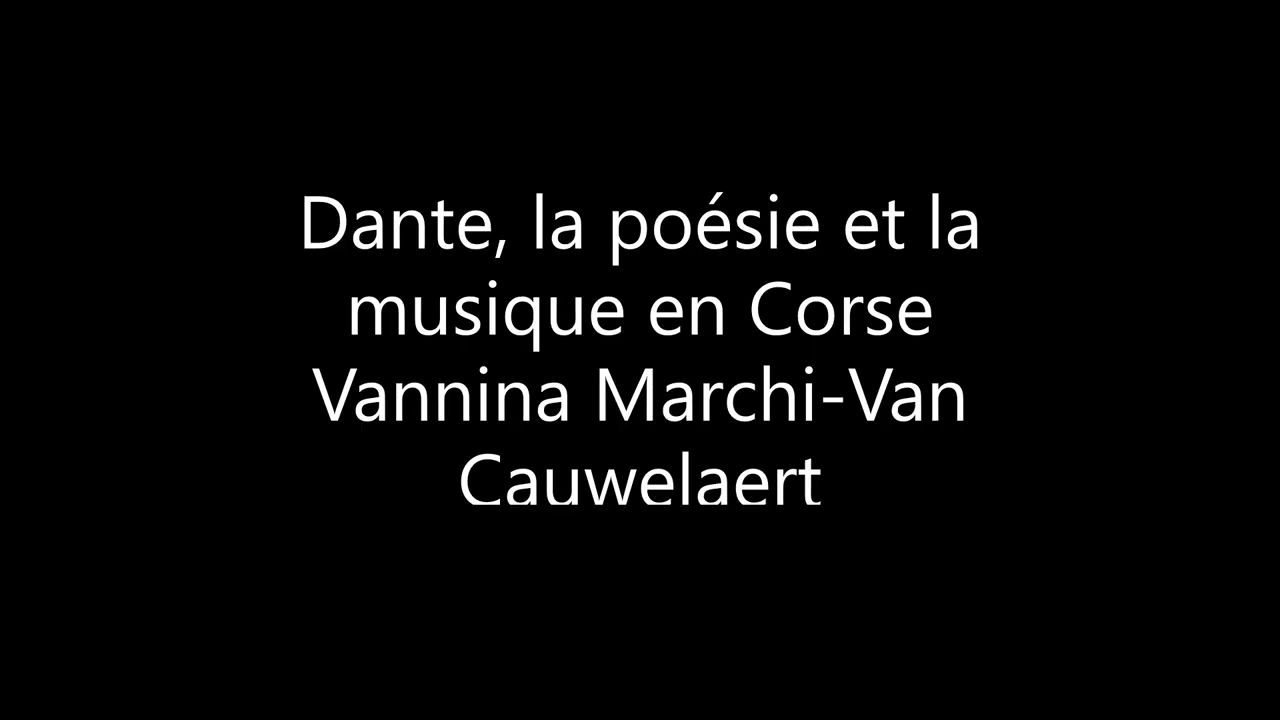 Dante, la poésie et la
musique en Corse
Vannina Marchi-Van
Cauwelaert